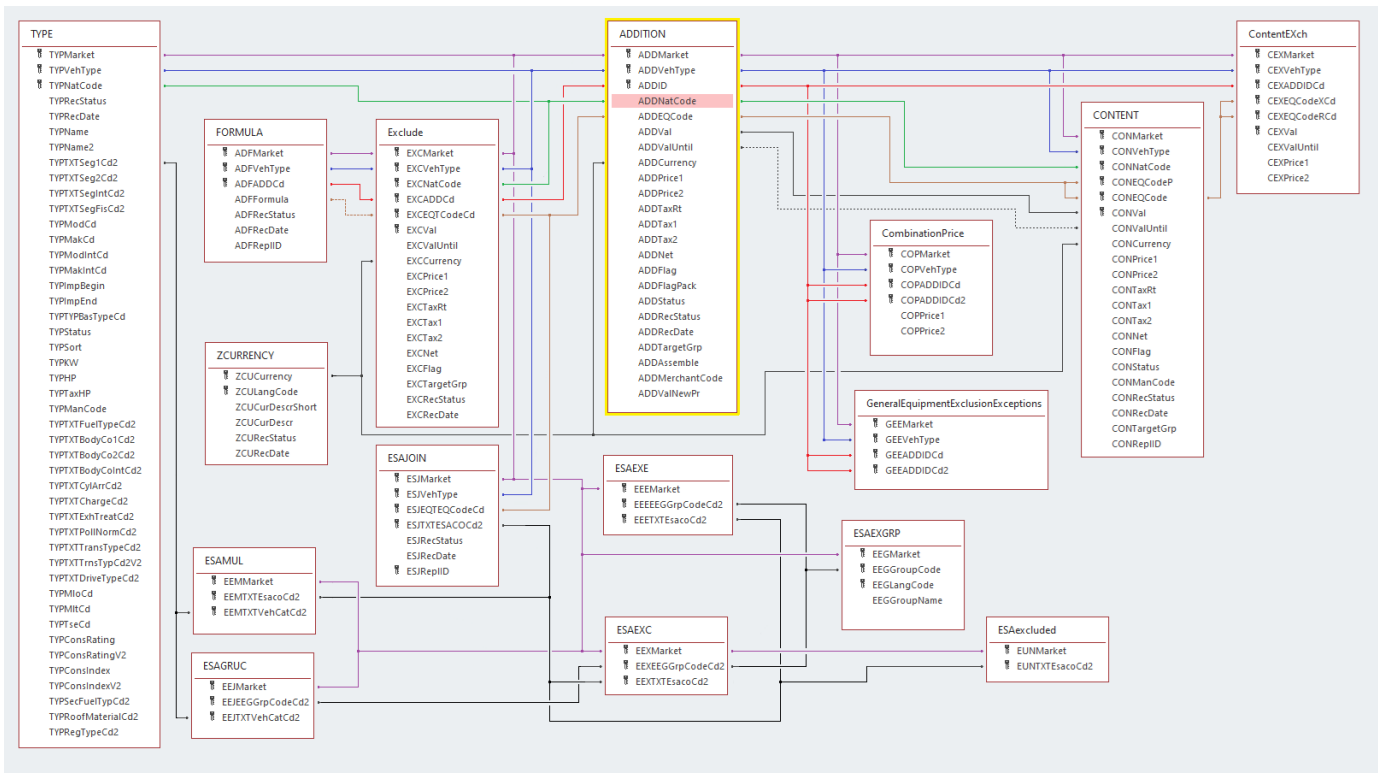 TYPE
TYPMarket
TYPVehType
TYPNatCode
TYPRecStatus
TYPRecDate
TYPName
TYPName2
TYPTXTSeg1Cd2
TYPTXTSeg2Cd2
TYPTXTSegIntCd2
TYPTXTSegFisCd2
TYPModCd
TYPMakCd
TYPModIntCd
TYPMakIntCd
TYPImpBegin
TYPImpEnd
TYPTYPBasTypeCd
TYPStatus
TYPSort
TYPKW
TYPHP
TYPTaxHP
TYPManCode
TYPTXTFuelTypeCd2
TYPTXTBodyCo1Cd2
TYPTXTBodyCo2Cd2
TYPTXTBodyCoIntCd2
TYPTXTCylArrCd2
TYPTXTChargeCd2
TYPTXTExhTreatCd2
TYPTXTPollNormCd2
TYPTXTTransTypeCd2
TYPTXTTrnsTypCd2V2
TYPTXTDriveTypeCd2
TYPMloCd
TYPMltCd
TYPTseCd
TYPConsRating
TYPConsRatingV2
TYPConsIndex
TYPConsIndexV2
TYPSecFuelTypCd2
TYPRoofMaterialCd2
TYPRegTypeCd2
FORMULA
ADFMarket
ADFVehType
ADFADDCd
ADFFormula
ADFRecStatus
ADFRecDate
ADFReplID
ZCURRENCY
ZCUCurrency
ZCULangCode
ZCUCurDescrShort
ZCUCurDescr
ZCURecStatus
ZCURecDate
ESAMUL
EEMMarket
EEMTXTEsacoCd2
EEMTXTVehCatCd2
ESAGRUC
EEJMarket
EEJEEGGrpCodeCd2
EEJTXTVehCatCd2
Exclude
EXCMarket
EXCVehType
EXCNatCode
EXCADDCd
EXCEQTCodeCd
EXCVal
EXCValUntil
EXCCurrency
EXCPrice1
EXCPrice2
EXCTaxRt
EXCTax1
EXCTax2
EXCNet
EXCFlag
EXCTargetGrp
EXCRecStatus
EXCRecDate
ESAJOIN
ESJMarket
ESJVehType
ESJEQTEQCodeCd
ESJTXTESACOCd2
ESJRecStatus
ESJRecDate
ESJReplID
ADDITION
ADDMarket
ADDVehType
ADDID
ADDNatCode
ADDEQCode
ADDVal
ADDValUntil
ADDCurrency
ADDPrice1
ADDPrice2
ADDTaxRt
ADDTax1
ADDTax2
ADDNet
ADDFlag
ADDFlagPack
ADDStatus
ADDRecStatus
ADDRecDate
ADDTargetGrp
ADDAssemble
ADDMerchantCode
ADDValNewPr
ESAEXE
EEEMarket
EEEEEGGrpCodeCd2
EEETXTEsacoCd2
ESAEXC
EEXMarket
EEXEEGGrpCodeCd2
EEXTXTEsacoCd2
CombinationPrice
COPMarket
COPVehType
COPADDIDCd
COPADDIDCd2
COPPrice1
COPPrice2
GeneralEquipmentExclusionExceptions
GEEMarket
GEEVehType
GEEADDIDCd
GEEADDIDCd2
ESAEXGRP
EEGMarket
EEGGroupCode
EEGLangCode
EEGGroupName
ESAexcluded
EUNMarket
EUNTXTEsacoCd2
CONTENT
CONMarket
CONVehType
CONNatCode
CONEQCodeP
CONEQCode
CONVal
CONValUntil
CONCurrency
CONPrice1
CONPrice2
CONTaxRt
CONTax1
CONTax2
CONNet
CONFlag
CONStatus
CONManCode
CONRecStatus
CONRecDate
CONTargetGrp
CONReplID
ContentEXch
CEXMarket
CEXVehType
CEXADDIDCd
CEXEQCodeXCd
CEXEQCodeRCd
CEXVal
CEXValUntil
CEXPrice1
CEXPrice2